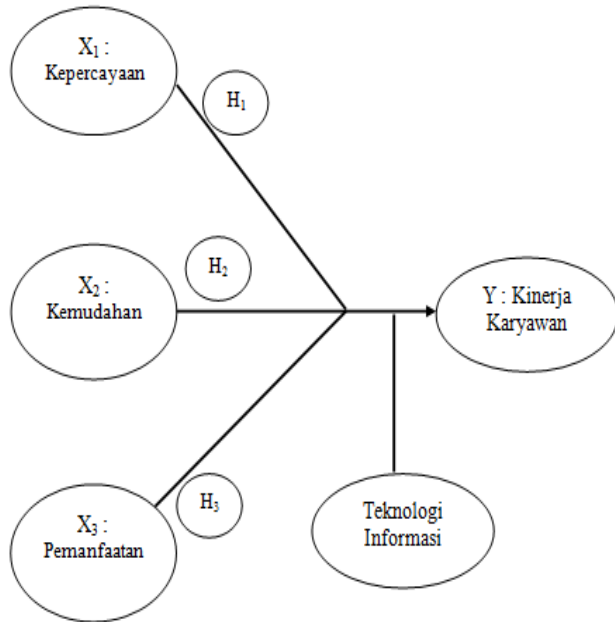 X₁ :
Kepercayaan
H₁
X₂ :
Kemudahan
H₂
Y : Kinerja
Karyawan
X₃ :
Pemanfaatan
H₃
Teknologi
Informasi